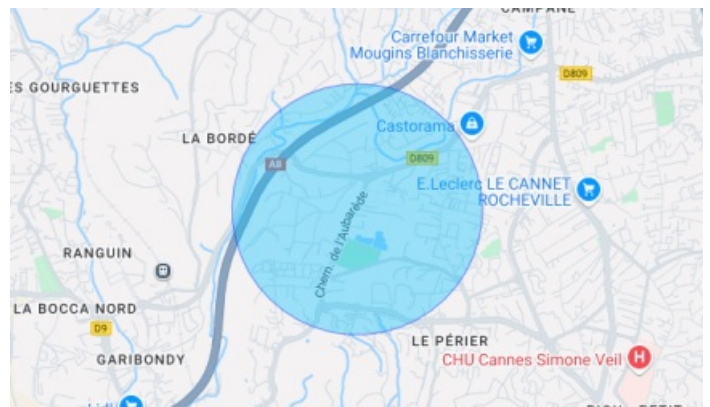 CAMPANE
Carrefour Market
Mougins Blanchisserie
D809
ES GOURGUETTES
LA BORDÉ
Castorama
A8
D809
E.Leclerc LE CANNET
ROCHEVILLE
Chem. de l'Aubarède
RANGUIN
LA BOCCA NORD
D9
LE PÉRIER
GARIBONDY
CHU Cannes Simone Veil
H
Lidl